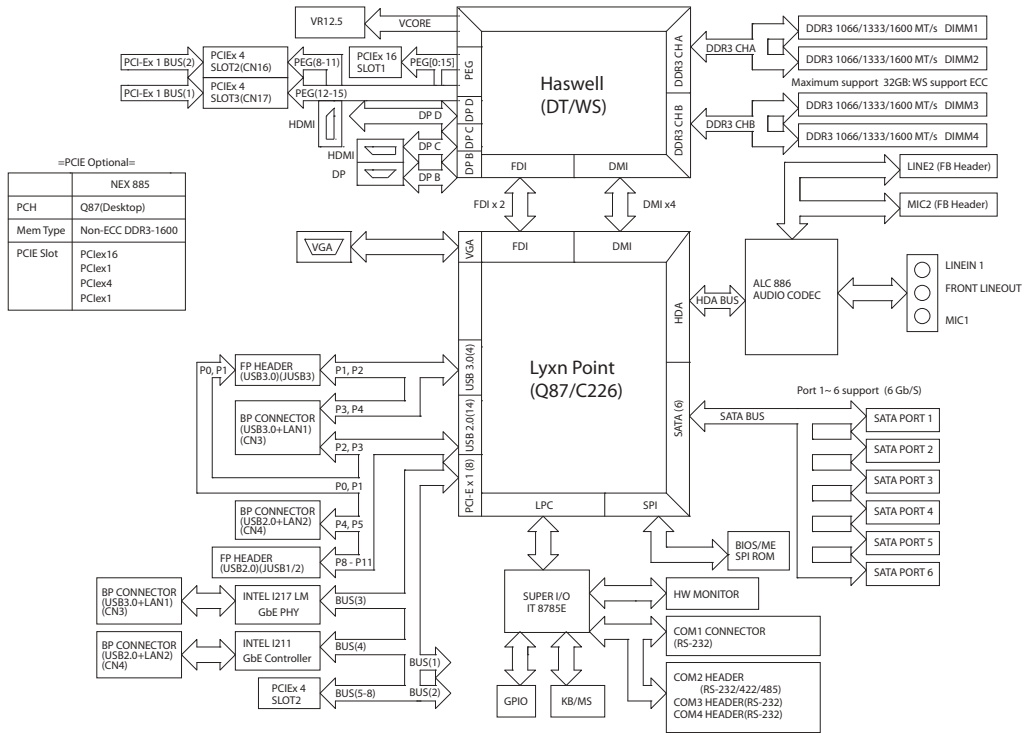 VR12.5
VCORE
PCI-Ex 1 BUS(2)
PCIEx 4
SLOT2(CN16)
PEG(8-11)
PCIEx 16
SLOT1
PEG[0:15]
PEG
PCI-Ex 1 BUS(1)
PCIEx 4
SLOT3(CN17)
PEG(12-15)
HDMI
DP D
DP D
HDMI
DP C
DP C
DP
DP B
DP B
Haswell
(DT/WS)
DDR3 CH A
DDR3 CH B
DDR3 CHA
DDR3 CHB
DDR3 1066/1333/1600 MT/s DIMM1
DDR3 1066/1333/1600 MT/s DIMM2
Maximum support 32GB: WS support ECC
DDR3 1066/1333/1600 MT/s DIMM3
DDR3 1066/1333/1600 MT/s DIMM4
FDI
DMI
FDI x 2
DMI x4
=PCIE Optional=
NEX 885
PCH
Q87(Desktop)
Mem Type
Non-ECC DDR3-1600
PCIE Slot
PCIex16
PCIex1
PCIex4
PCIex1
LINE2 (FB Header)
MIC2 (FB Header)
VGA
VGA
FDI
DMI
HDA
HDA BUS
ALC 886
AUDIO CODEC
LINEIN 1
FRONT LINEOUT
MIC1
Lyxn Point
(Q87/C226)
USB 3.0(4)
USB 2.0(14)
PCI-E x 1 (8)
SATA (6)
LPC
SPI
P0, P1
FP HEADER
(USB3.0)(JUSB3)
P1, P2
P3, P4
BP CONNECTOR
(USB3.0+LAN1)
(CN3)
P2, P3
P0, P1
BP CONNECTOR
(USB2.0+LAN2)
(CN4)
P4, P5
FP HEADER
(USB2.0)(JUSB1/2)
P8 - P11
BP CONNECTOR
(USB3.0+LAN1)
(CN3)
INTEL I217 LM
GbE PHY
BUS(3)
BP CONNECTOR
(USB2.0+LAN2)
(CN4)
INTEL I211
GbE Controller
BUS(4)
BUS(1)
PCIEx 4
SLOT2
BUS(5-8)
BUS(2)
Port 1~ 6 support (6 Gb/S)
SATA BUS
SATA PORT 1
SATA PORT 2
SATA PORT 3
SATA PORT 4
SATA PORT 5
SATA PORT 6
BIOS/ME
SPI ROM
SUPER I/O
IT 8785E
HW MONITOR
COM1 CONNECTOR
(RS-232)
COM2 HEADER
(RS-232/422/485)
COM3 HEADER(RS-232)
COM4 HEADER(RS-232)
GPIO
KB/MS